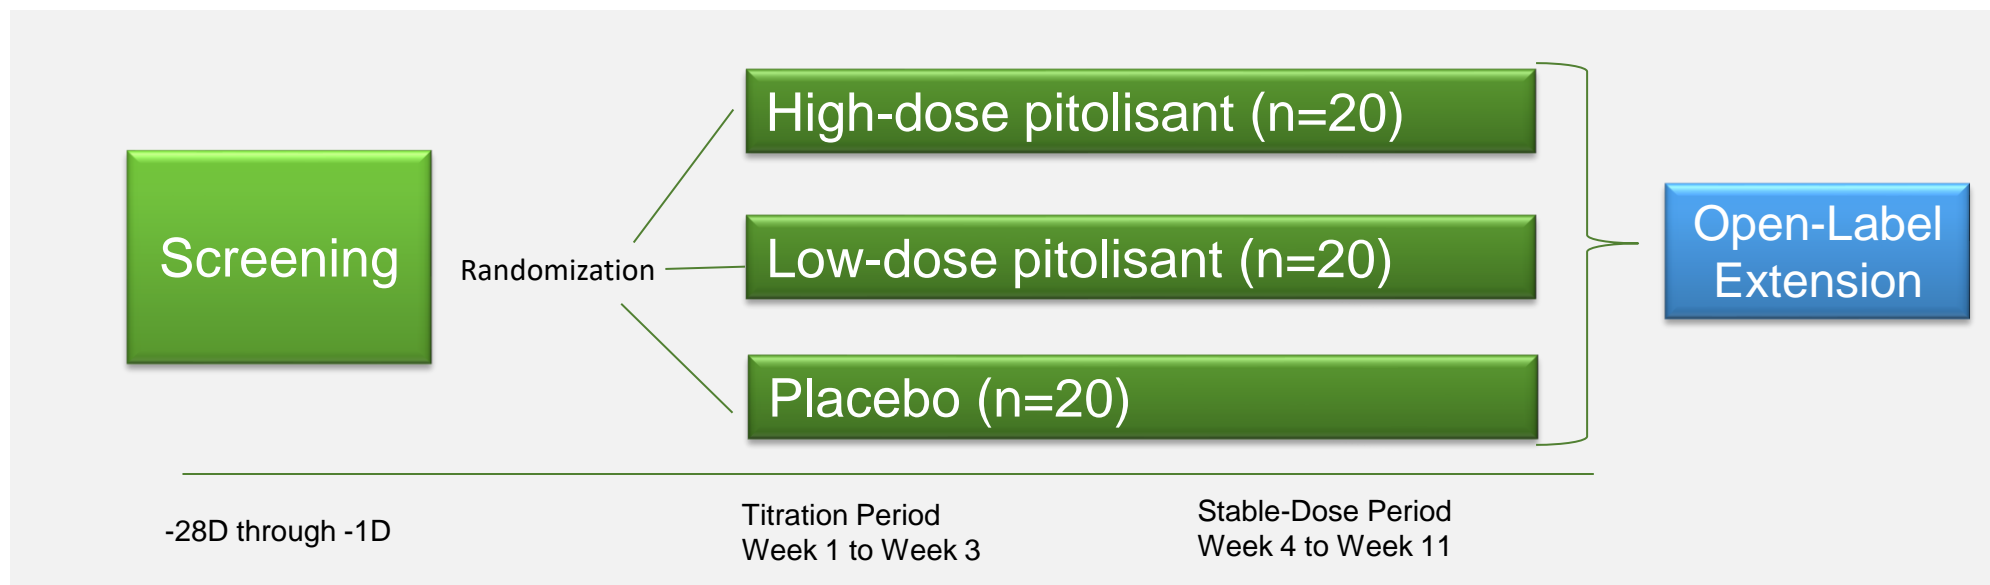 High-dose pitolisant (n=20)
Screening
Randomization
Low-dose pitolisant (n=20)
Open-Label
Extension
Placebo (n=20)
-28D through -1D
Titration Period
Week 1 to Week 3
Stable-Dose Period
Week 4 to Week 11